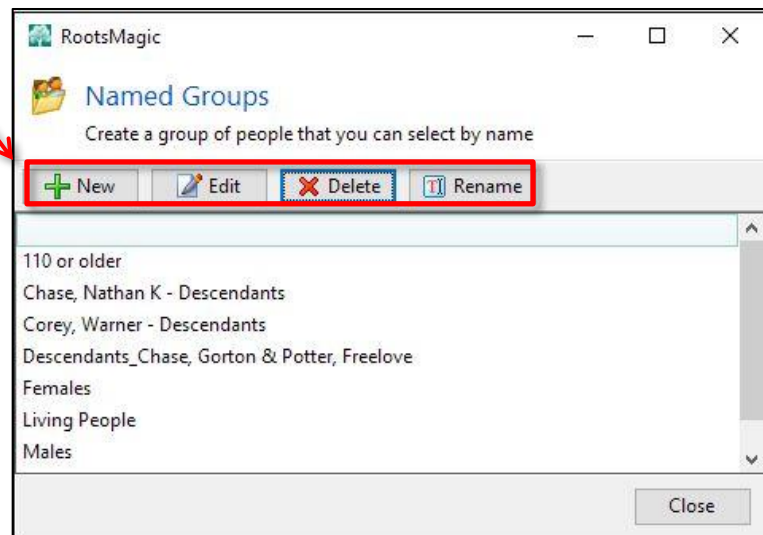 RootsMagic
Named Groups
Create a group of people that you can select by name
New Edit Delete Rename
110 or older
Chase, Nathan K - Descendants
Corey, Warner - Descendants
Descendants_Chase, Gorton & Potter, Freelove
Females
Living People
Males
Close